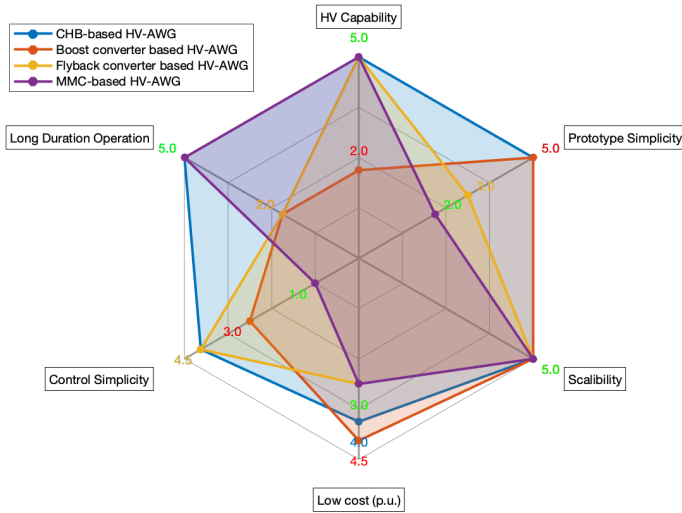 HV Capability
5.0
CHB-based HV-AWG
Boost converter based HV-AWG
Flyback converter based HV-AWG
MMC-based HV-AWG
Long Duration Operation
5.0
2.0
5.0
Prototype Simplicity
2.0
3.0
2.0
1.0
3.0
4.5
5.0
Control Simplicity
Scalibility
3.0
4.0
4.5
Low cost (p.u.)